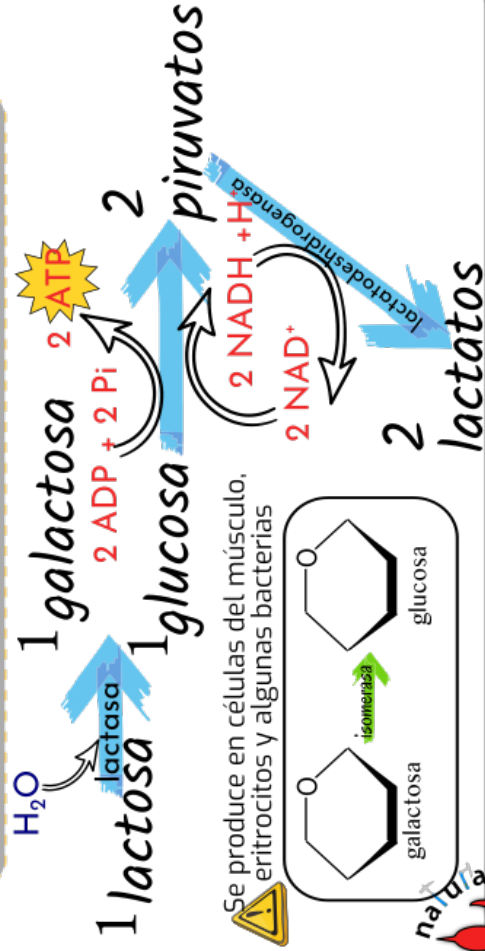 H₂O
1 lactosa
lactasa
1 galactosa
1 glucosa
2 ADP + 2 Pi
2 ATP
2 piruvatos
2 NAD⁺
2 NADH +H⁺
lactatodeshidrogenasa
2 lactatos
Se produce en células del músculo,
eritrocitos y algunas bacterias
galactosa
isomerasa
glucosa